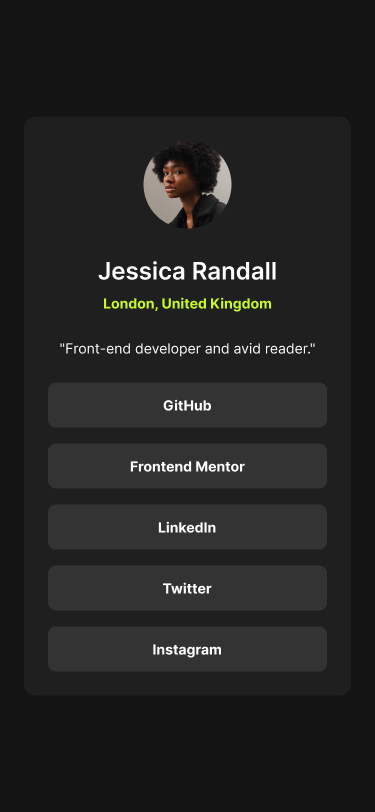 Jessica Randall
London, United Kingdom
"Front-end developer and avid reader."
GitHub
Frontend Mentor
LinkedIn
Twitter
Instagram